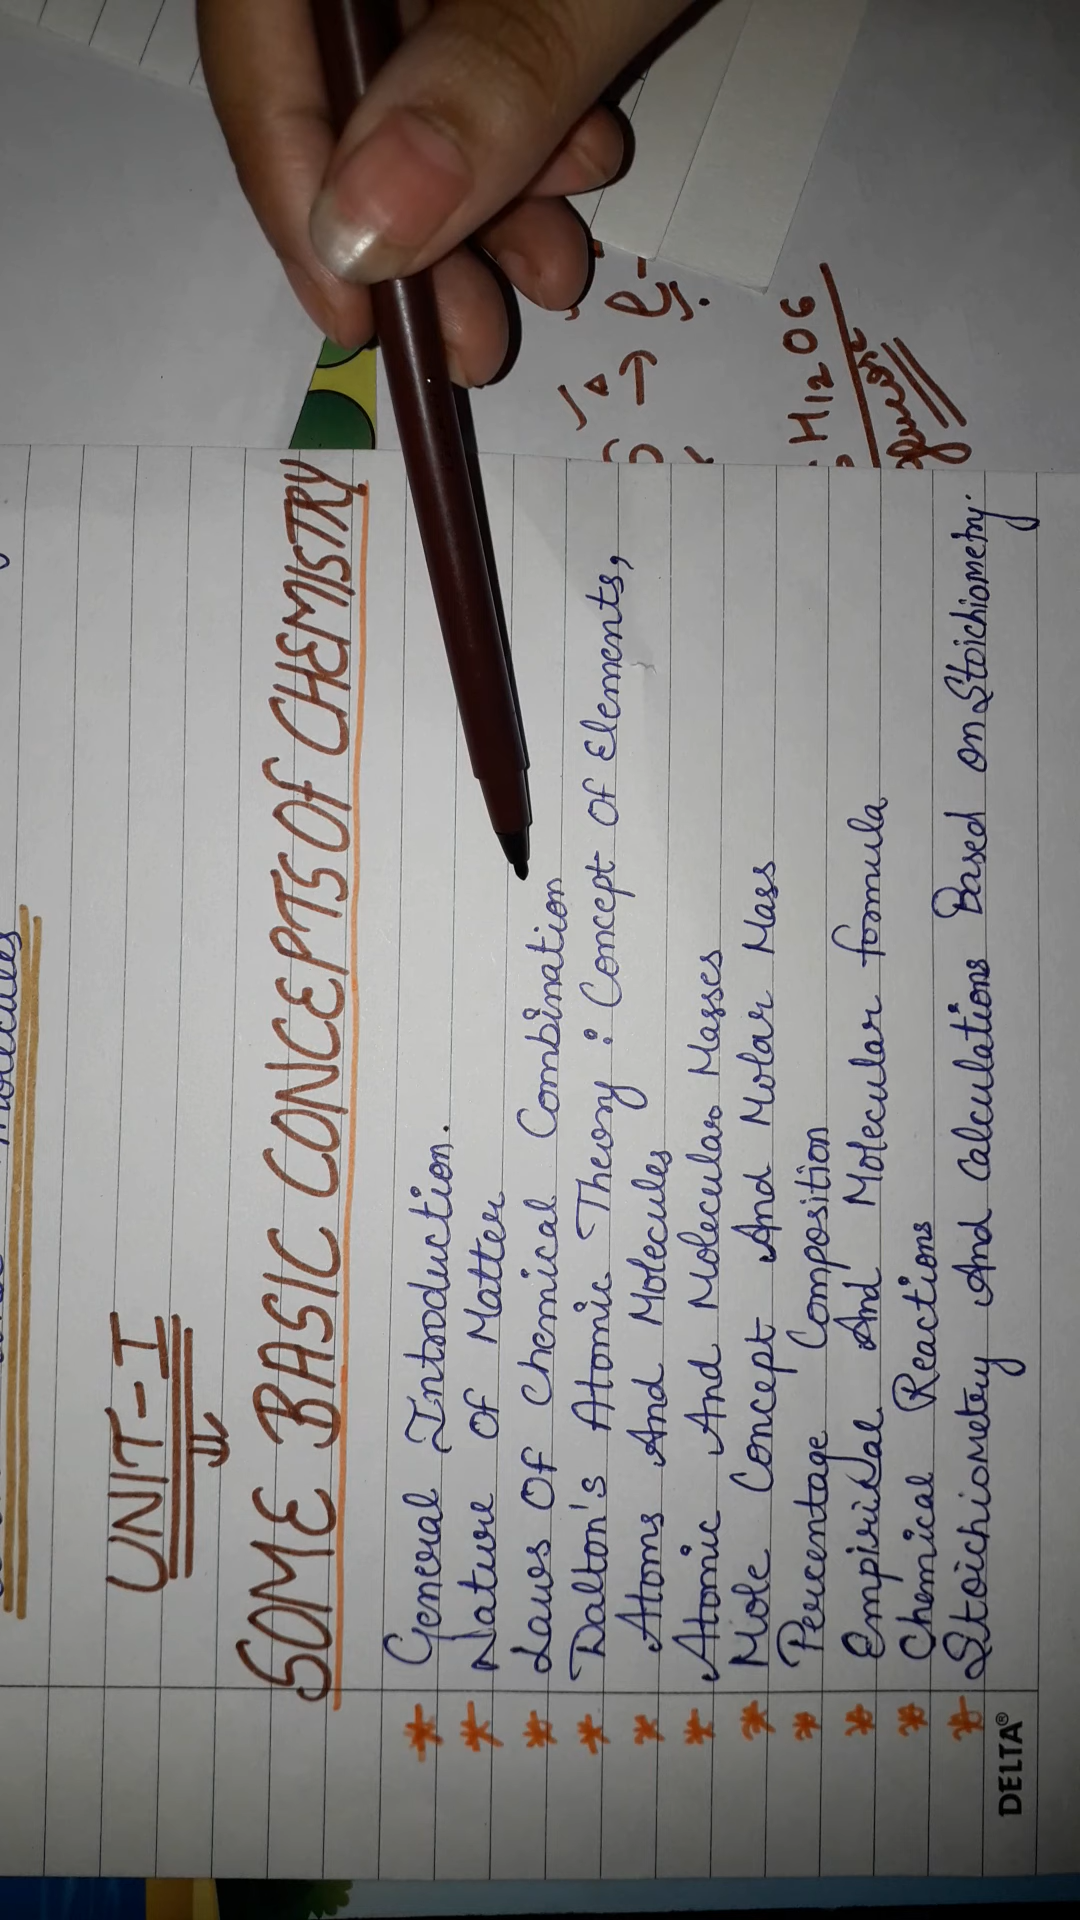 UNIT-I
SOME BASIC CONCEPTS Of CHEMISTRY
* General Introduction.
* Nature Of Matter
* Laws Of Chemical Combination
* Dalton's Atomic Theory : Concept Of Elements,
* Atoms And Molecules
* Atomic And Molecular Masses
* Mole Concept And Molar Mass
* Percentage Composition
* Empirical And Molecular formula
* Chemical Reactions
* Stoichiometery And Calculations Based on Stoichiometry.
DELTA®
H12O6